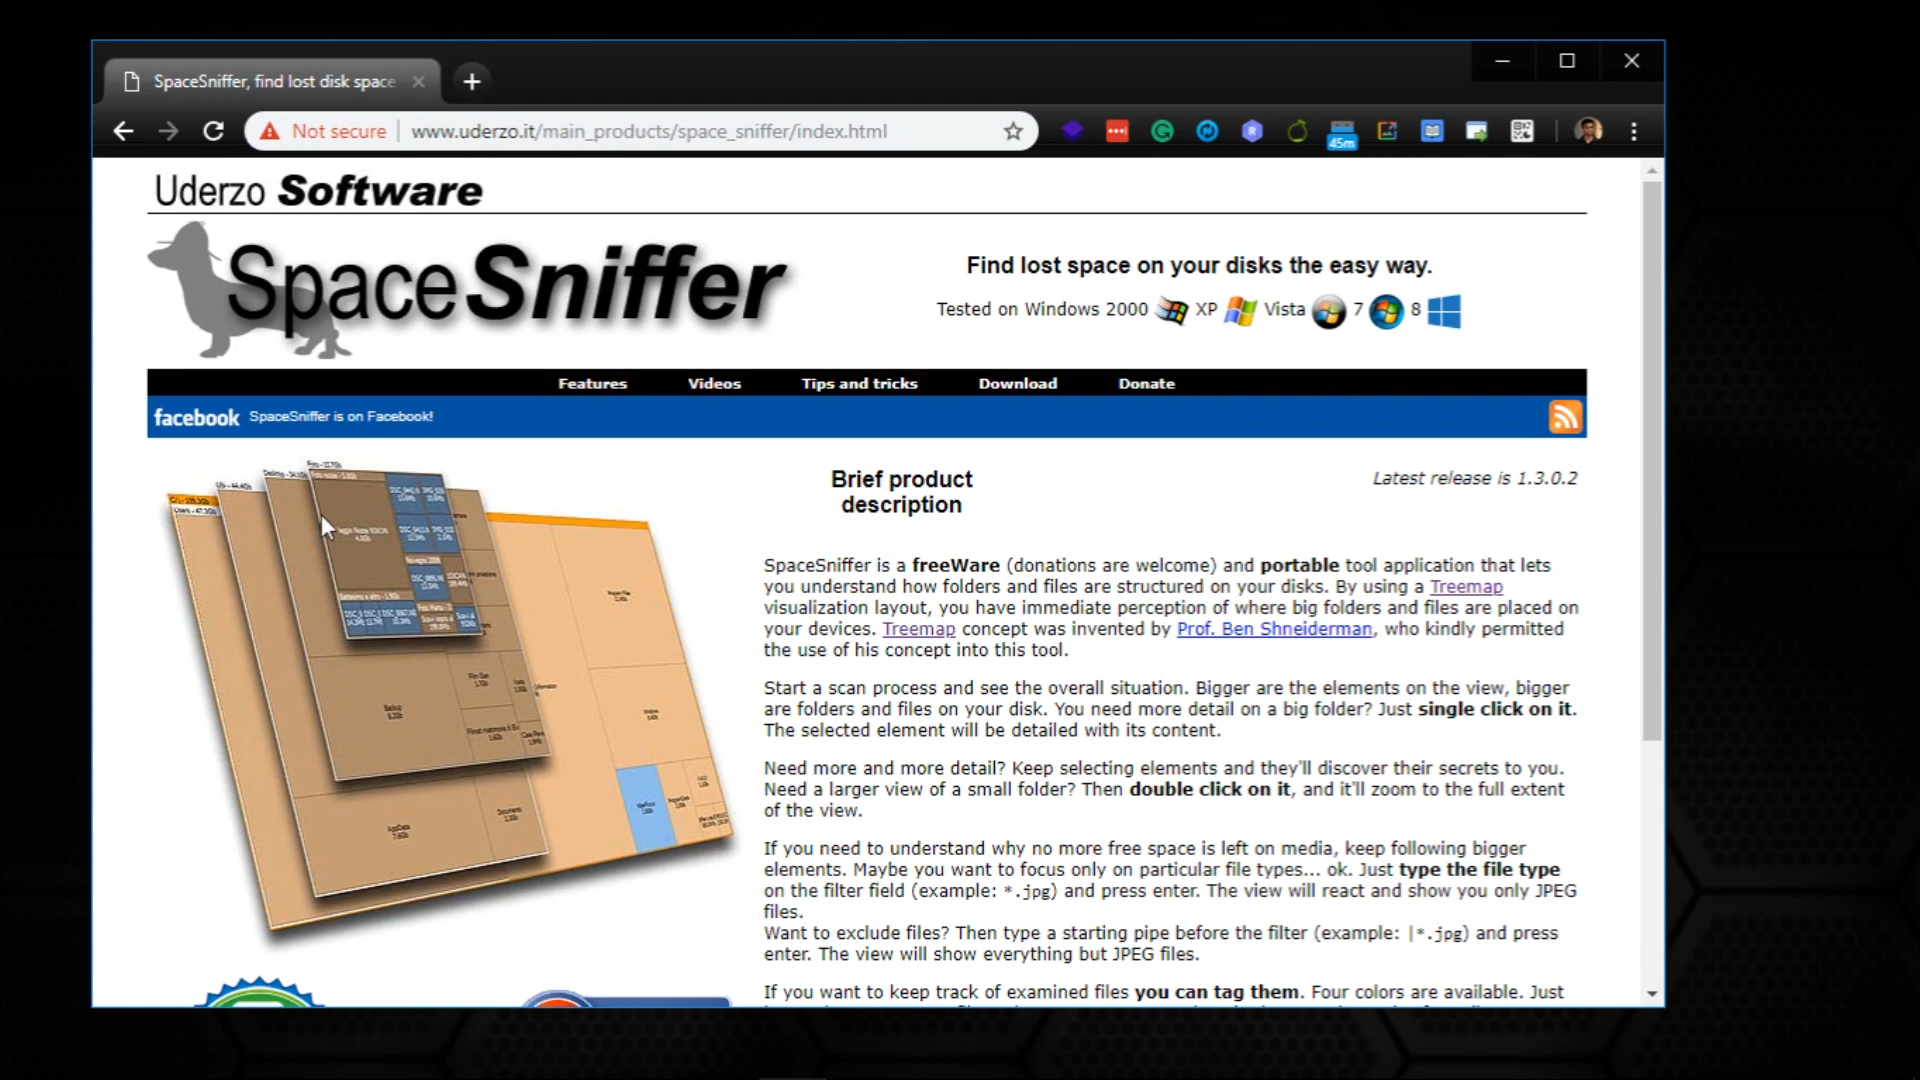 SpaceSniffer, find lost disk space
Not secure
www.uderzo.it/main_products/space_sniffer/index.html
45m
Uderzo Software
SpaceSniffer
Find lost space on your disks the easy way.
Tested on Windows 2000 XP Vista 7 8
Features Videos Tips and tricks Download Donate
facebook SpaceSniffer is on Facebook!
Brief product
description
Latest release is 1.3.0.2
SpaceSniffer is a freeWare (donations are welcome) and portable tool application that lets
you understand how folders and files are structured on your disks. By using a Treemap
visualization layout, you have immediate perception of where big folders and files are placed on
your devices. Treemap concept was invented by Prof. Ben Shneiderman, who kindly permitted
the use of his concept into this tool.
Start a scan process and see the overall situation. Bigger are the elements on the view, bigger
are folders and files on your disk. You need more detail on a big folder? Just single click on it.
The selected element will be detailed with its content.
Need more and more detail? Keep selecting elements and they'll discover their secrets to you.
Need a larger view of a small folder? Then double click on it, and it'll zoom to the full extent
of the view.
If you need to understand why no more free space is left on media, keep following bigger
elements. Maybe you want to focus only on particular file types... ok. Just type the file type
on the filter field (example: *.jpg) and press enter. The view will react and show you only JPEG
files.
Want to exclude files? Then type a starting pipe before the filter (example: |*.jpg) and press
enter. The view will show everything but JPEG files.
If you want to keep track of examined files you can tag them. Four colors are available. Just